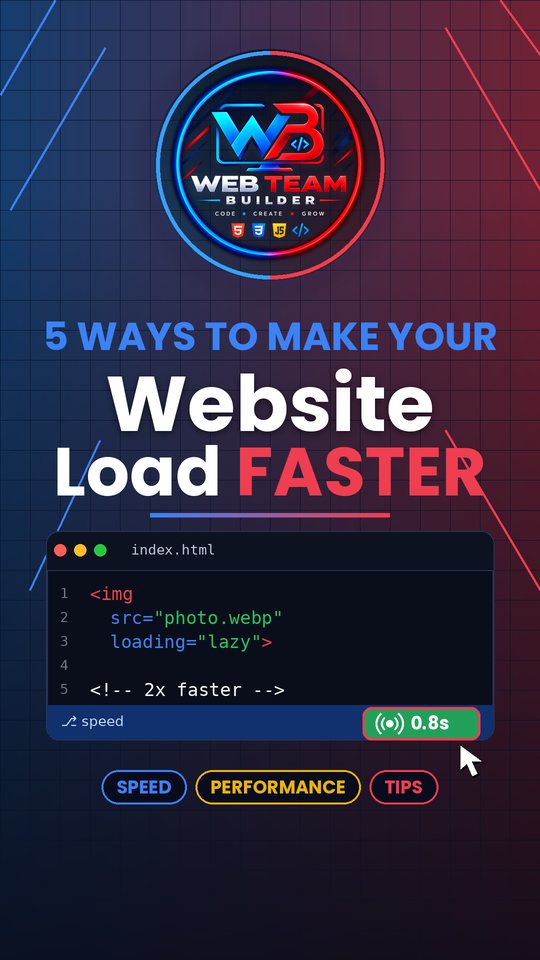 WB
</>
WEB TEAM
BUILDER
CODE CREATE GROW
5 3 JS </>
5 WAYS TO MAKE YOUR
Website
Load FASTER
index.html
1 <img
2 src="photo.webp"
3 loading="lazy">
4
5 <!-- 2x faster -->
speed
0.8s
SPEED PERFORMANCE TIPS